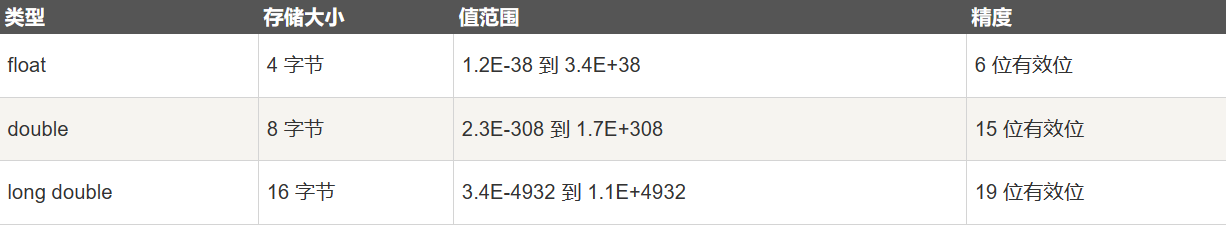 类型 存储大小 值范围 精度
float 4 字节 1.2E-38 到 3.4E+38 6 位有效位
double 8 字节 2.3E-308 到 1.7E+308 15 位有效位
long double 16 字节 3.4E-4932 到 1.1E+4932 19 位有效位